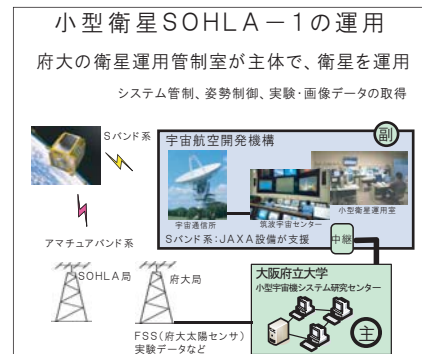 小型衛星SOHLA－1の運用
府大の衛星運用管制室が主体で、衛星を運用
システム管制、姿勢制御、実験・画像データの取得
Sバンド系
宇宙航空開発機構
副
宇宙通信所
筑波宇宙センター
小型衛星運用室
Sバンド系：JAXA設備が支援
中継
アマチュアバンド系
SOHLA局
府大局
大阪府立大学
小型宇宙機システム研究センター
主
FSS（府大太陽センサ）
実験データなど